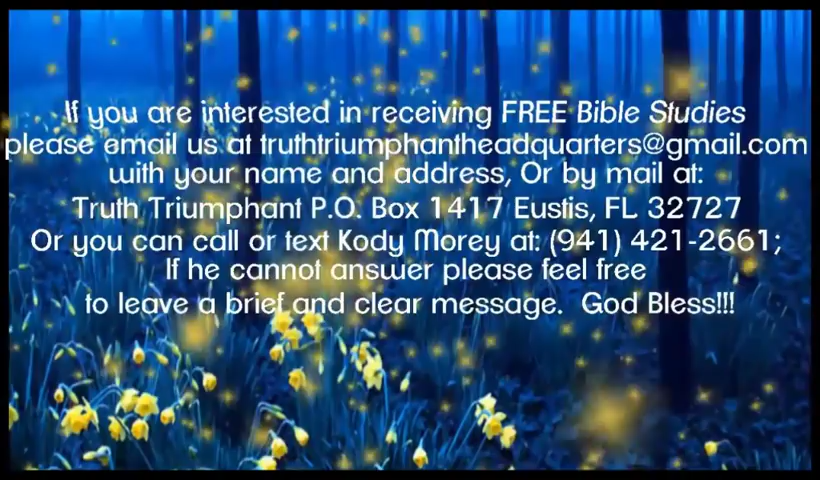 If you are interested in receiving FREE Bible Studies
please email us at truthtriumphantheadquarters@gmail.com
with your name and address, Or by mail at:
Truth Triumphant P.O. Box 1417 Eustis, FL 32727
Or you can call or text Kody Morey at: (941) 421-2661;
If he cannot answer please feel free
to leave a brief and clear message.  God Bless!!!